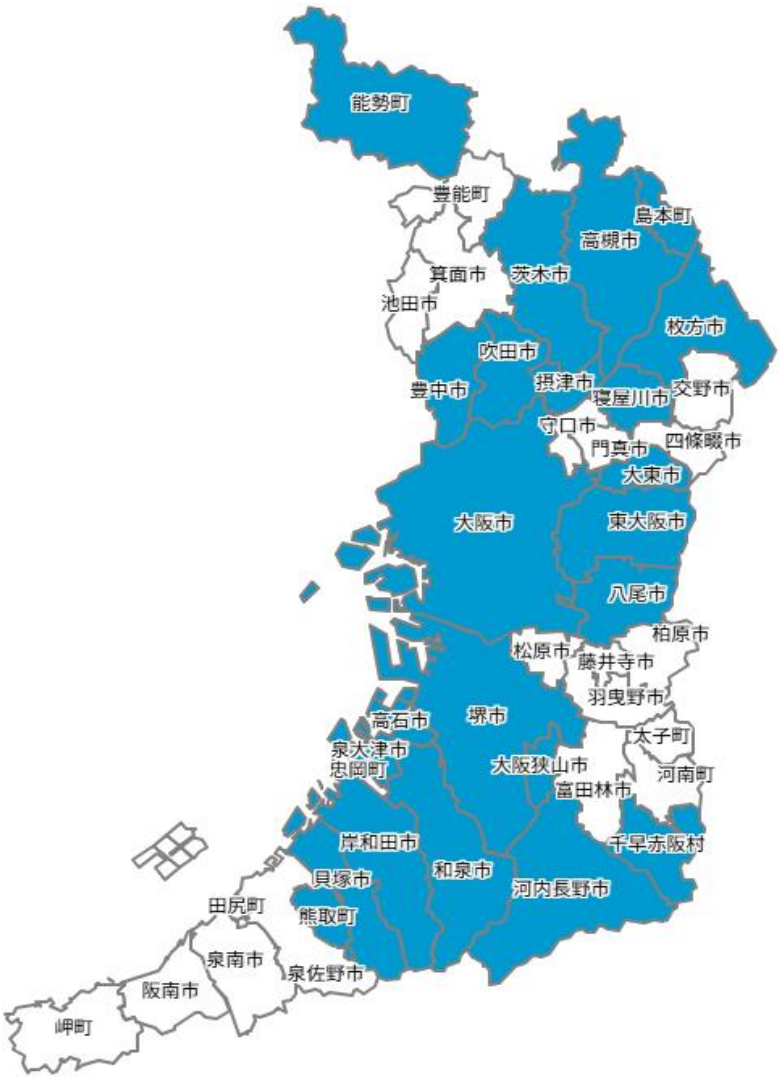 能勢町
豊能町
島本町
高槻市
箕面市
茨木市
池田市
枚方市
吹田市
摂津市
豊中市
寝屋川市
交野市
守口市
門真市
四條畷市
大東市
大阪市
東大阪市
八尾市
柏原市
松原市
藤井寺市
羽曳野市
高石市
堺市
太子町
泉大津市
忠岡町
大阪狭山市
河南町
富田林市
岸和田市
千早赤阪村
和泉市
貝塚市
河内長野市
田尻町
熊取町
泉南市
泉佐野市
阪南市
岬町